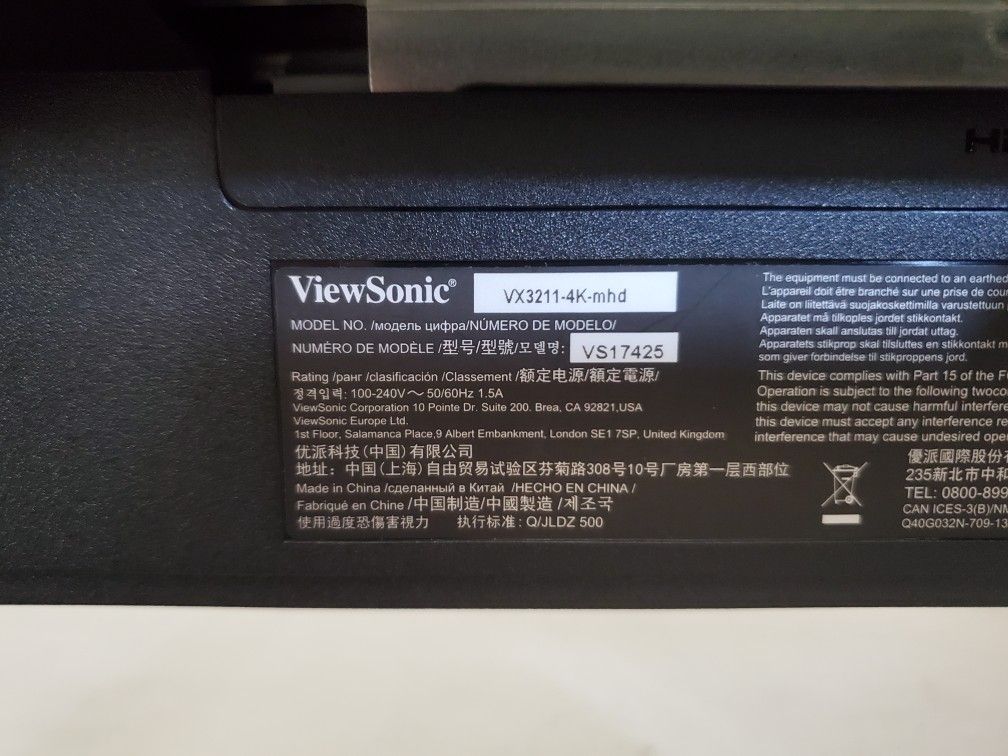 ViewSonic® VX3211-4K-mhd
MODEL NO. /модель цифра/NÚMERO DE MODELO/
NUMÉRO DE MODÈLE /型号/型號/모델명: VS17425
Rating /ранг /clasificación /Classement /额定电源/額定電源/
정격입력: 100-240V～ 50/60Hz 1.5A
ViewSonic Corporation 10 Pointe Dr. Suite 200. Brea, CA 92821,USA
ViewSonic Europe Ltd.
1st Floor, Salamanca Place,9 Albert Embankment, London SE1 7SP, United Kingdom
优派科技(中国)有限公司
地址: 中国(上海)自由贸易试验区芬菊路308号10号厂房第一层西部位
Made in China /сделанный в Китай /HECHO EN CHINA /
Fabriqué en Chine /中国制造/中國製造 /제조국
使用過度恐傷害視力 执行标准: Q/JLDZ 500
The equipment must be connected to an earthed
L'appareil doit être branché sur une prise de
Laite on liitettävä suojakoskettimilla varustettuun
Apparatet må tilkoples jordet stikkontakt.
Apparaten skall anslutas till jordat uttag.
Apparatets stikprop skal tilsluttes en stikkontakt
som giver forbindelse til stikproppens jord.
This device complies with Part 15 of the
Operation is subject to the following twoco
this device may not cause harmful interfe
this device must accept any interference re
interference that may cause undesired ope
優派國際股份
235新北市中和
TEL: 0800-899
CAN ICES-3(B)/NM
Q40G032N-709-13